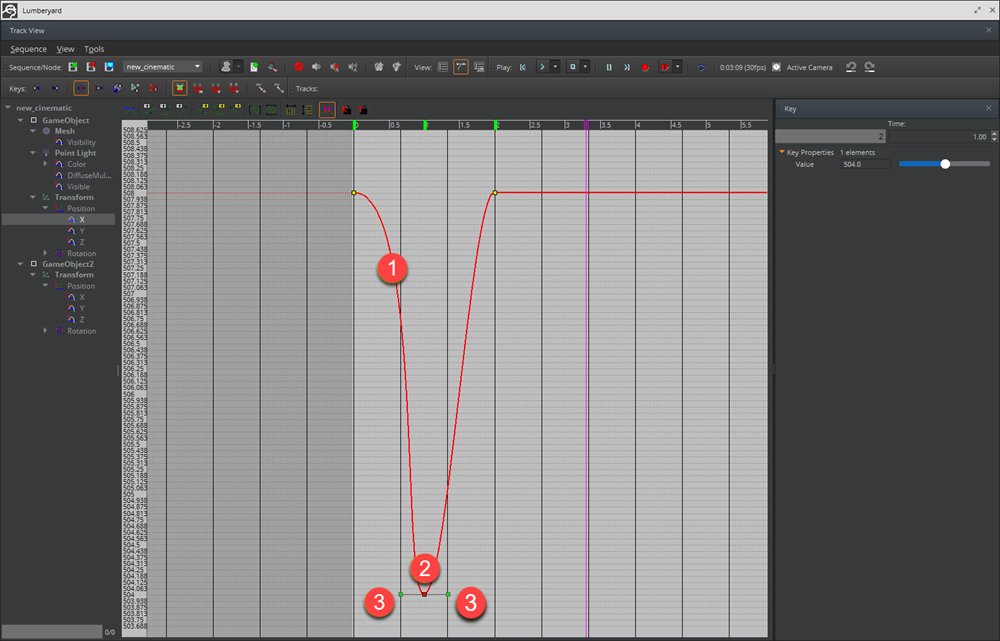 Lumberyard
Track View
Sequence View Tools
Sequence/Node: new_cinematic View: Play: 0:03:09 (30fps) Active Camera
Keys: Tracks:
new_cinematic
GameObject
Mesh
Visibility
Point Light
Color
DiffuseMul...
Visible
Transform
Position
X
Y
Z
Rotation
GameObject2
Transform
Position
X
Y
Z
Rotation
0/0
-2.5 -2 -1.5 -1 -0.5 0 0.5 1 1.5 2 2.5 3 3.5 4 4.5 5 5.5
508.625
508.563
508.5
508.438
508.375
508.313
508.25
508.188
508.125
508.063
508
507.938
507.875
507.813
507.75
507.688
507.625
507.563
507.5
507.438
507.375
507.313
507.25
507.188
507.125
507.063
507
506.938
506.875
506.813
506.75
506.688
506.625
506.563
506.5
506.438
506.375
506.313
506.25
506.188
506.125
506.063
506
505.938
505.875
505.813
505.75
505.688
505.625
505.563
505.5
505.438
505.375
505.313
505.25
505.188
505.125
505.063
505
504.938
504.875
504.813
504.75
504.688
504.625
504.563
504.5
504.438
504.375
504.313
504.25
504.188
504.125
504.063
504
503.938
503.875
503.813
503.75
503.688
1
2
3
3
Key
Time:
2 1.00
Key Properties 1 elements
Value 504.0